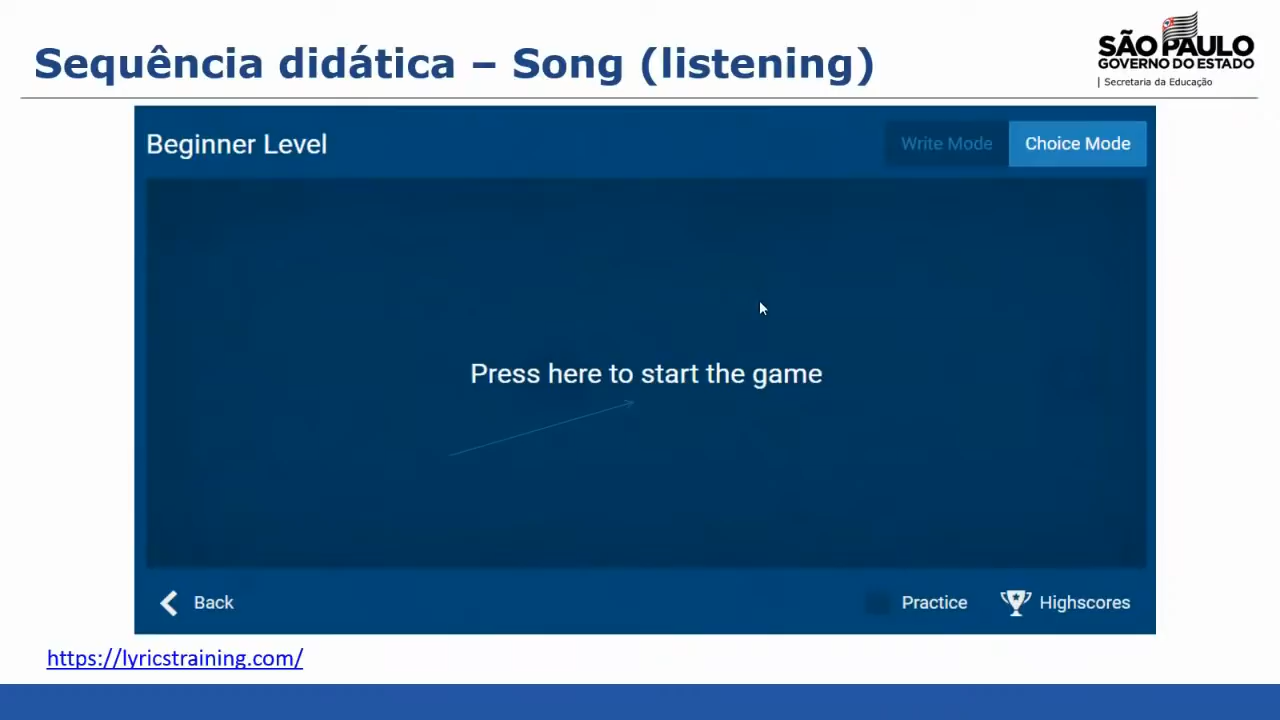 Sequência didática – Song (listening)
SÃO PAULO
GOVERNO DO ESTADO
| Secretaria da Educação
Beginner Level
Write Mode
Choice Mode
Press here to start the game
Back
Practice
Highscores
https://lyricstraining.com/